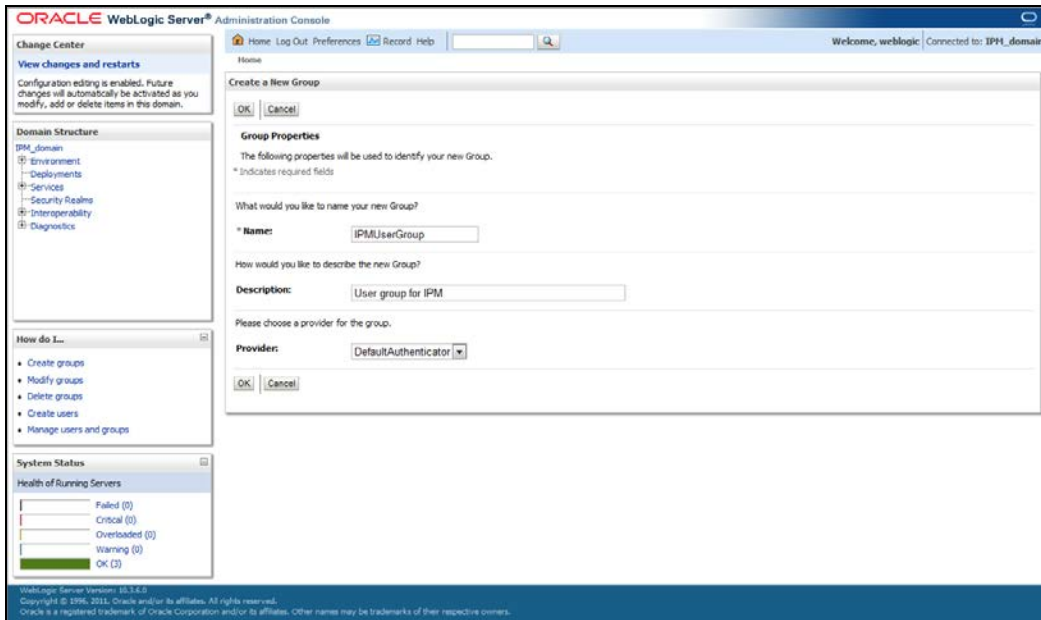 ORACLE WebLogic Server® Administration Console
Change Center
View changes and restarts
Configuration editing is enabled. Future
changes will automatically be activated as you
modify, add or delete items in this domain.
Domain Structure
IPM_domain
Environment
Deployments
Services
Security Realms
Interoperability
Diagnostics
How do I...
Create groups
Modify groups
Delete groups
Create users
Manage users and groups
System Status
Health of Running Servers
Failed (0)
Critical (0)
Overloaded (0)
Warning (0)
OK (3)
Home Log Out Preferences Record Help
Welcome, weblogic Connected to: IPM_domain
Home
Create a New Group
OK Cancel
Group Properties
The following properties will be used to identify your new Group.
* Indicates required fields
What would you like to name your new Group?
* Name: IPMUserGroup
How would you like to describe the new Group?
Description: User group for IPM
Please choose a provider for the group.
Provider: DefaultAuthenticator
OK Cancel
WebLogic Server Version: 10.3.6.0
Copyright © 1996, 2011, Oracle and/or its affiliates. All rights reserved.
Oracle is a registered trademark of Oracle Corporation and/or its affiliates. Other names may be trademarks of their respective owners.